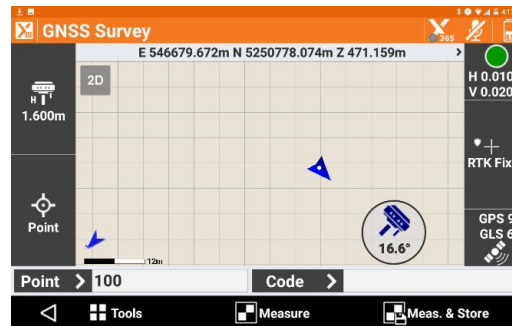 GNSS Survey
365
E 546679.672m N 5250778.074m Z 471.159m >
2D
H 0.010
V 0.020
H
1.600m
RTK Fix
Point
GPS 9
GLS 6
16.6°
12m
Point > 100
Code >
Tools
Measure
Meas. & Store